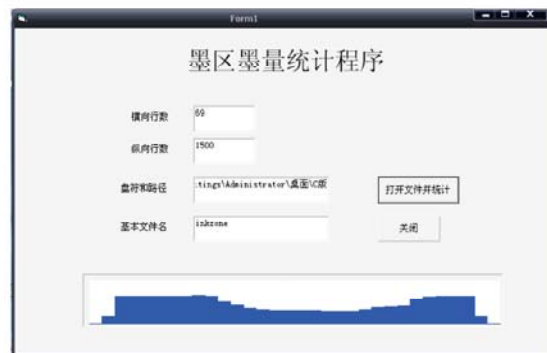 Form1
墨区墨量统计程序
横向行数
69
纵向行数
1500
盘符和路径
.tings\Administrator\桌面\C版
打开文件并统计
基本文件名
inkzone
关闭